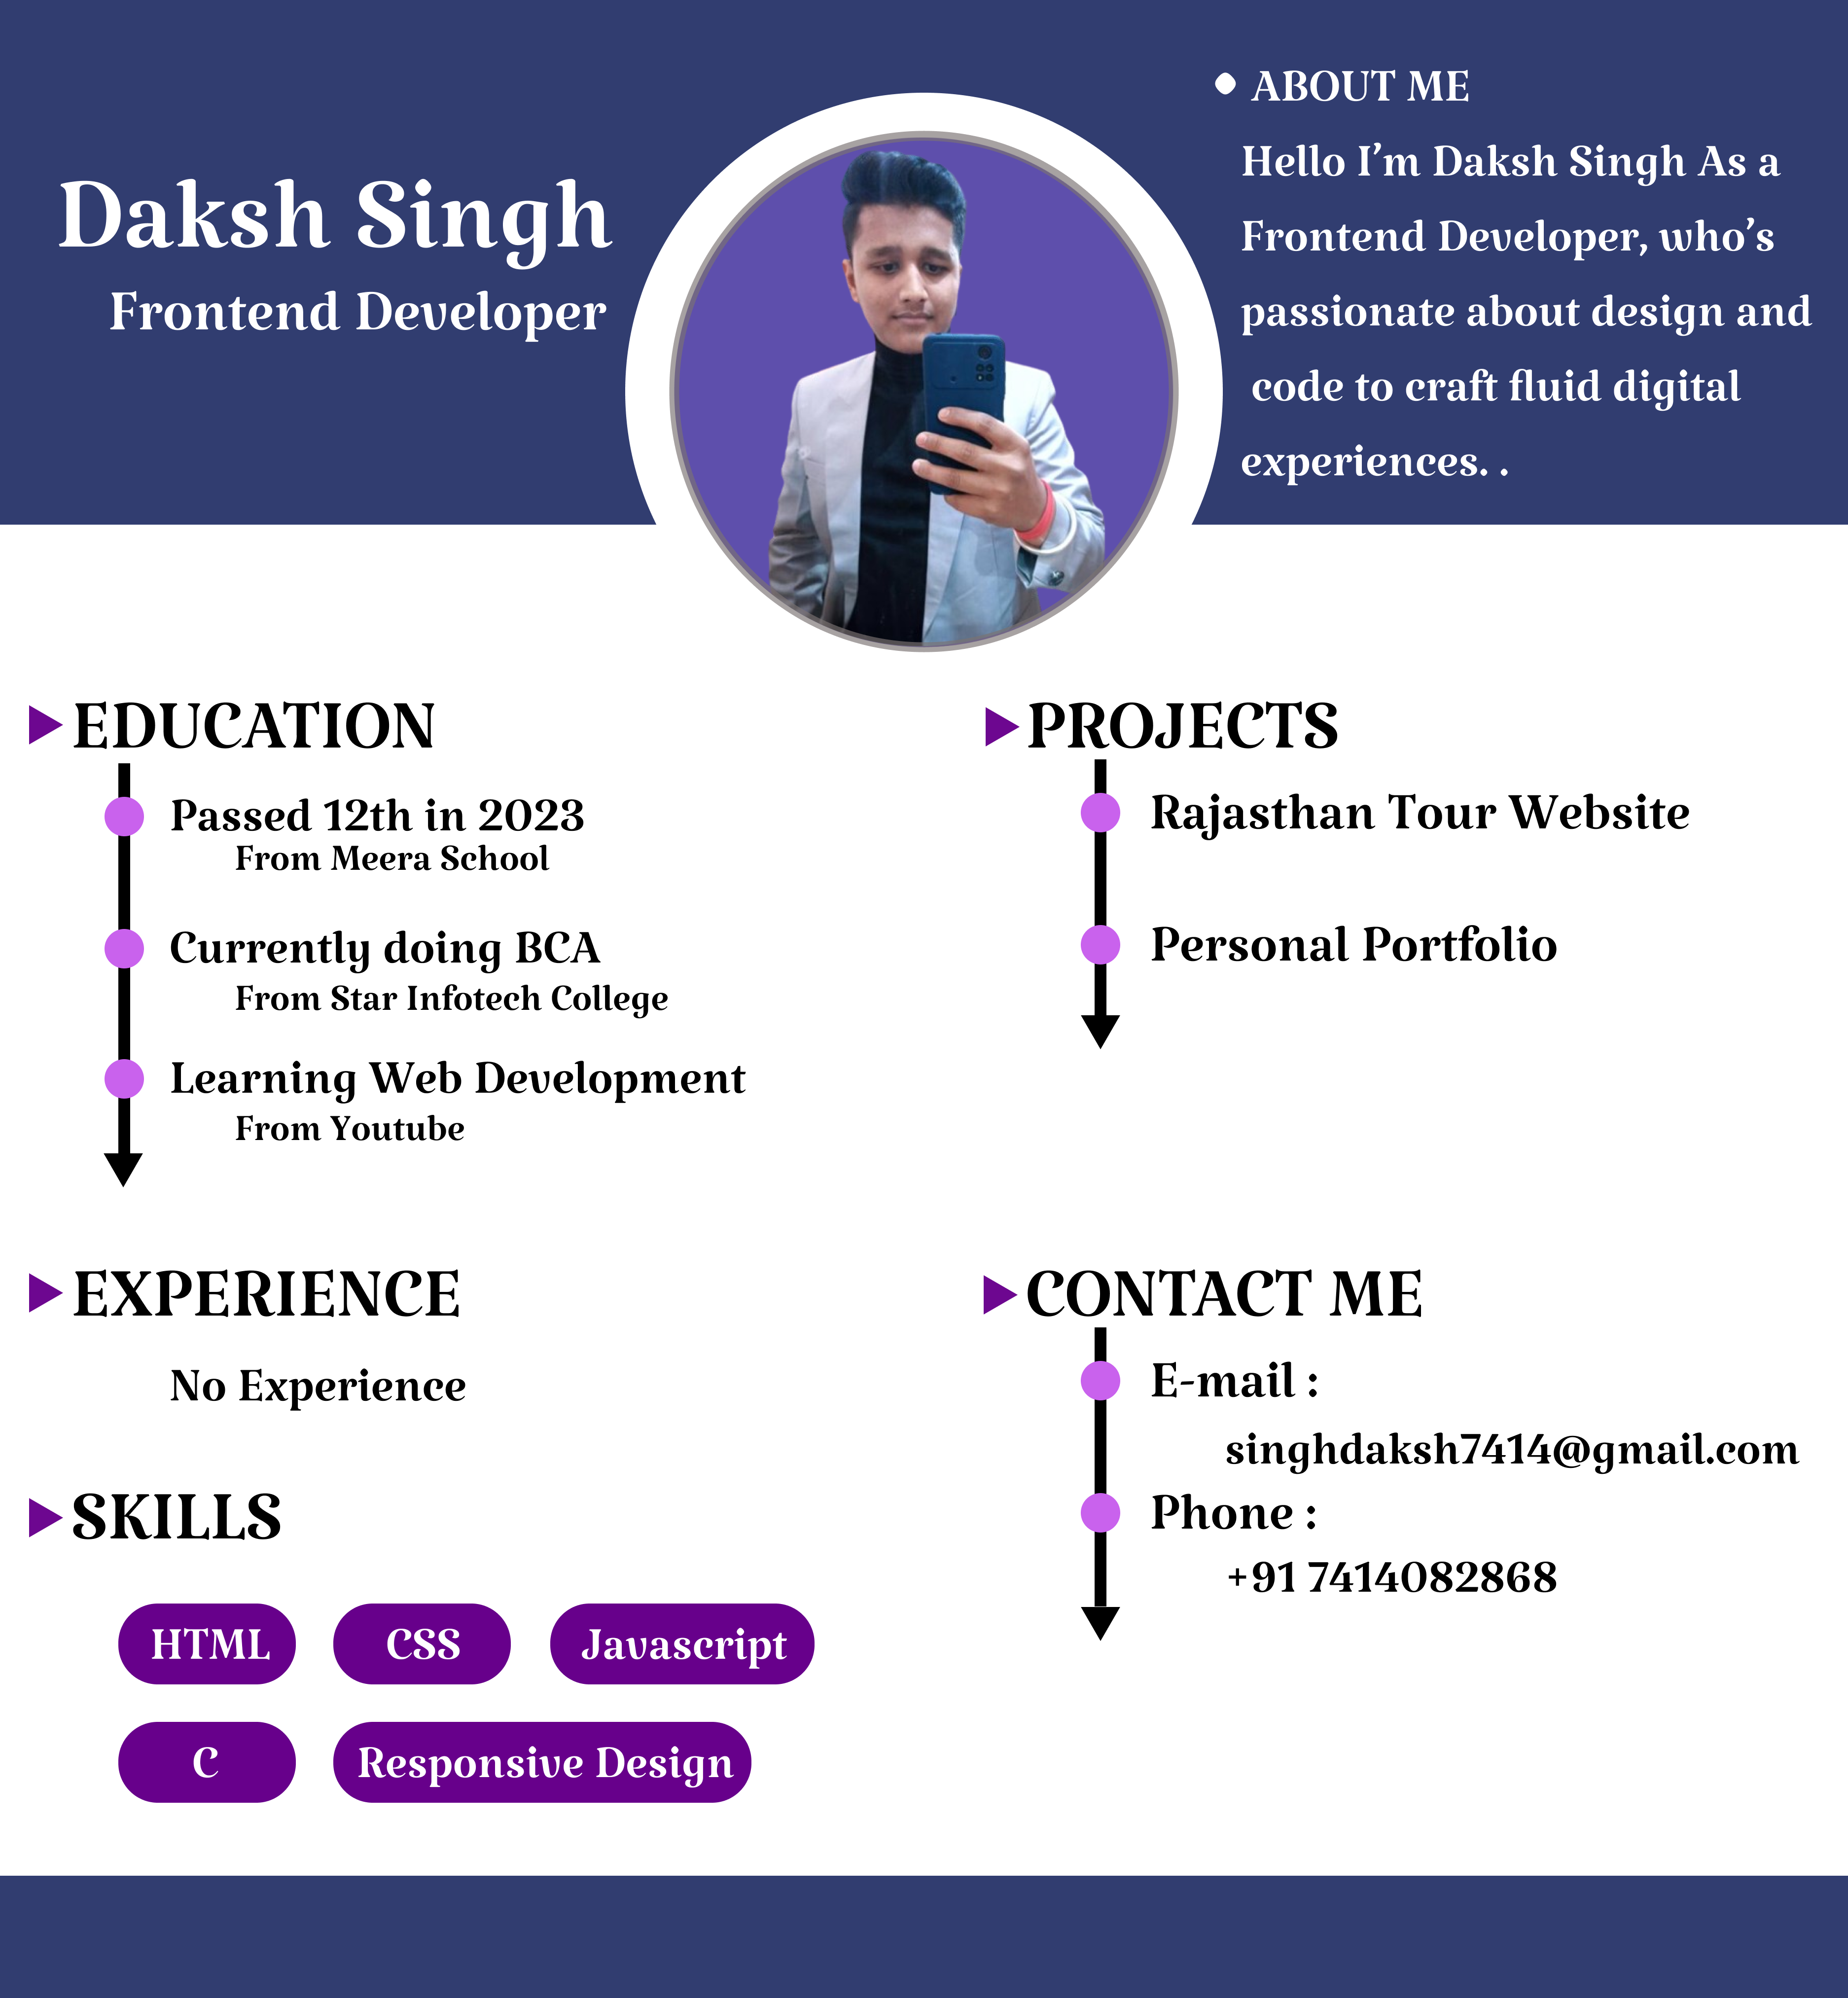 Daksh Singh
Frontend Developer
ABOUT ME
Hello I'm Daksh Singh As a
Frontend Developer, who's
passionate about design and
code to craft fluid digital
experiences. .
EDUCATION
Passed 12th in 2023
From Meera School
Currently doing BCA
From Star Infotech College
Learning Web Development
From Youtube
PROJECTS
Rajasthan Tour Website
Personal Portfolio
EXPERIENCE
No Experience
SKILLS
HTML
CSS
Javascript
C
Responsive Design
CONTACT ME
E-mail :
singhdaksh7414@gmail.com
Phone :
+91 7414082868